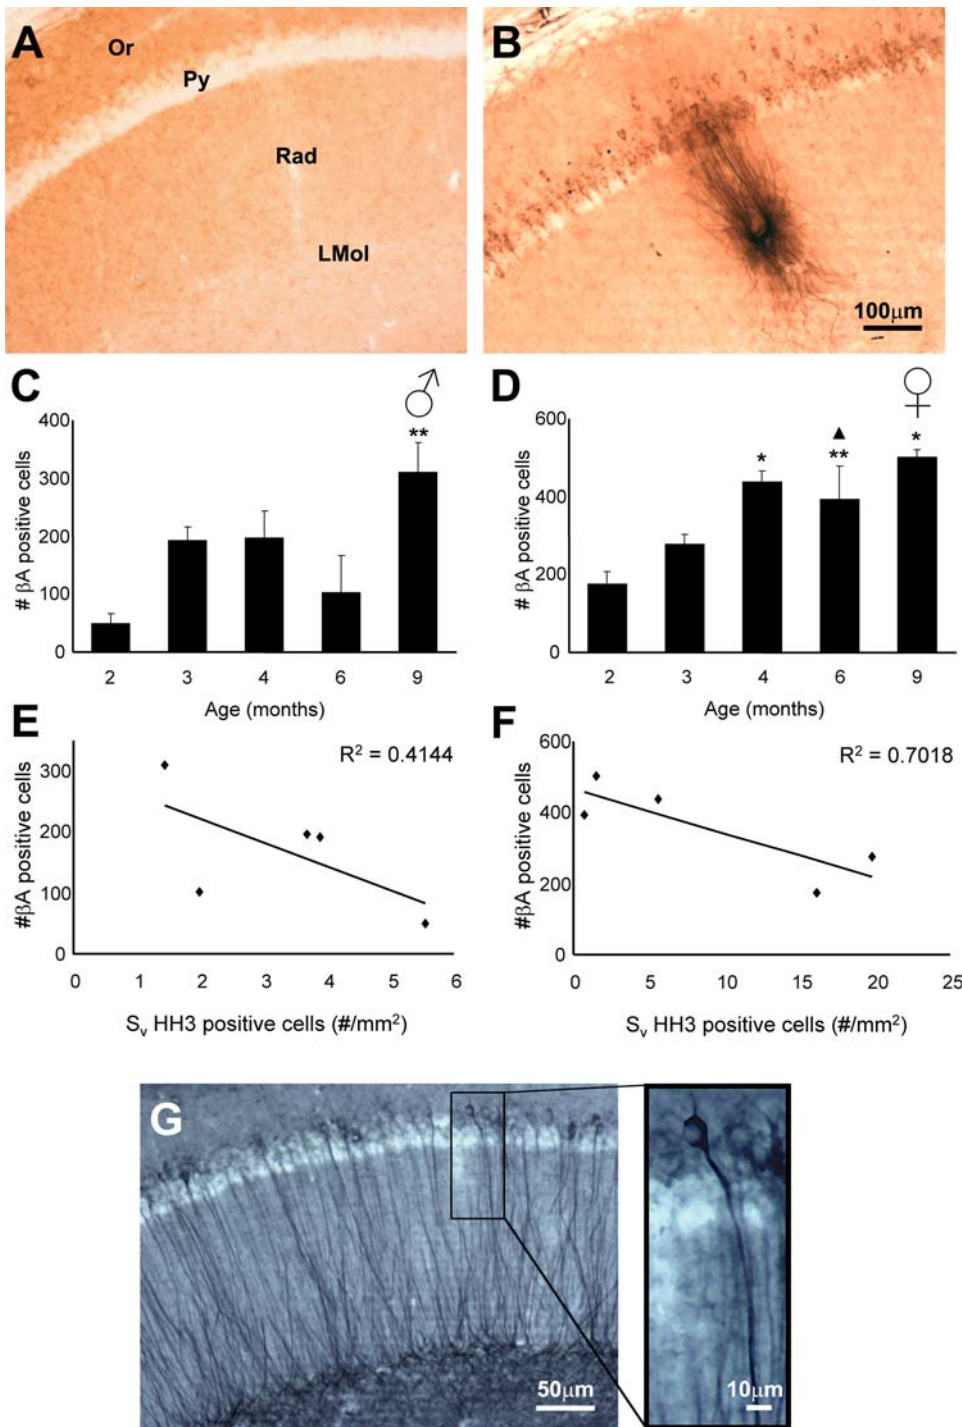 A
Or
Py
Rad
LMol
B
100μm
C
♂
400
300
200
100
0
**
# βA positive cells
2 3 4 6 9
Age (months)
D
♀
600
400
200
0
*
▲
**
*
# βA positive cells
2 3 4 6 9
Age (months)
E
R² = 0.4144
300
200
100
0
#βA positive cells
0 1 2 3 4 5 6
Sᵥ HH3 positive cells (#/mm²)
F
R² = 0.7018
600
400
200
0
#βA positive cells
0 5 10 15 20 25
Sᵥ HH3 positive cells (#/mm²)
G
50μm
10μm